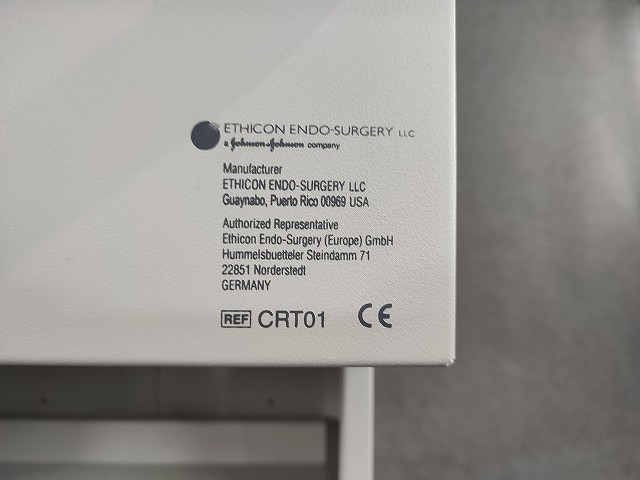 ETHICON ENDO-SURGERY LLC
a Johnson & Johnson company
Manufacturer
ETHICON ENDO-SURGERY LLC
Guaynabo, Puerto Rico 00969 USA
Authorized Representative
Ethicon Endo-Surgery (Europe) GmbH
Hummelsbuetteler Steindamm 71
22851 Norderstedt
GERMANY
REF CRT01 CE